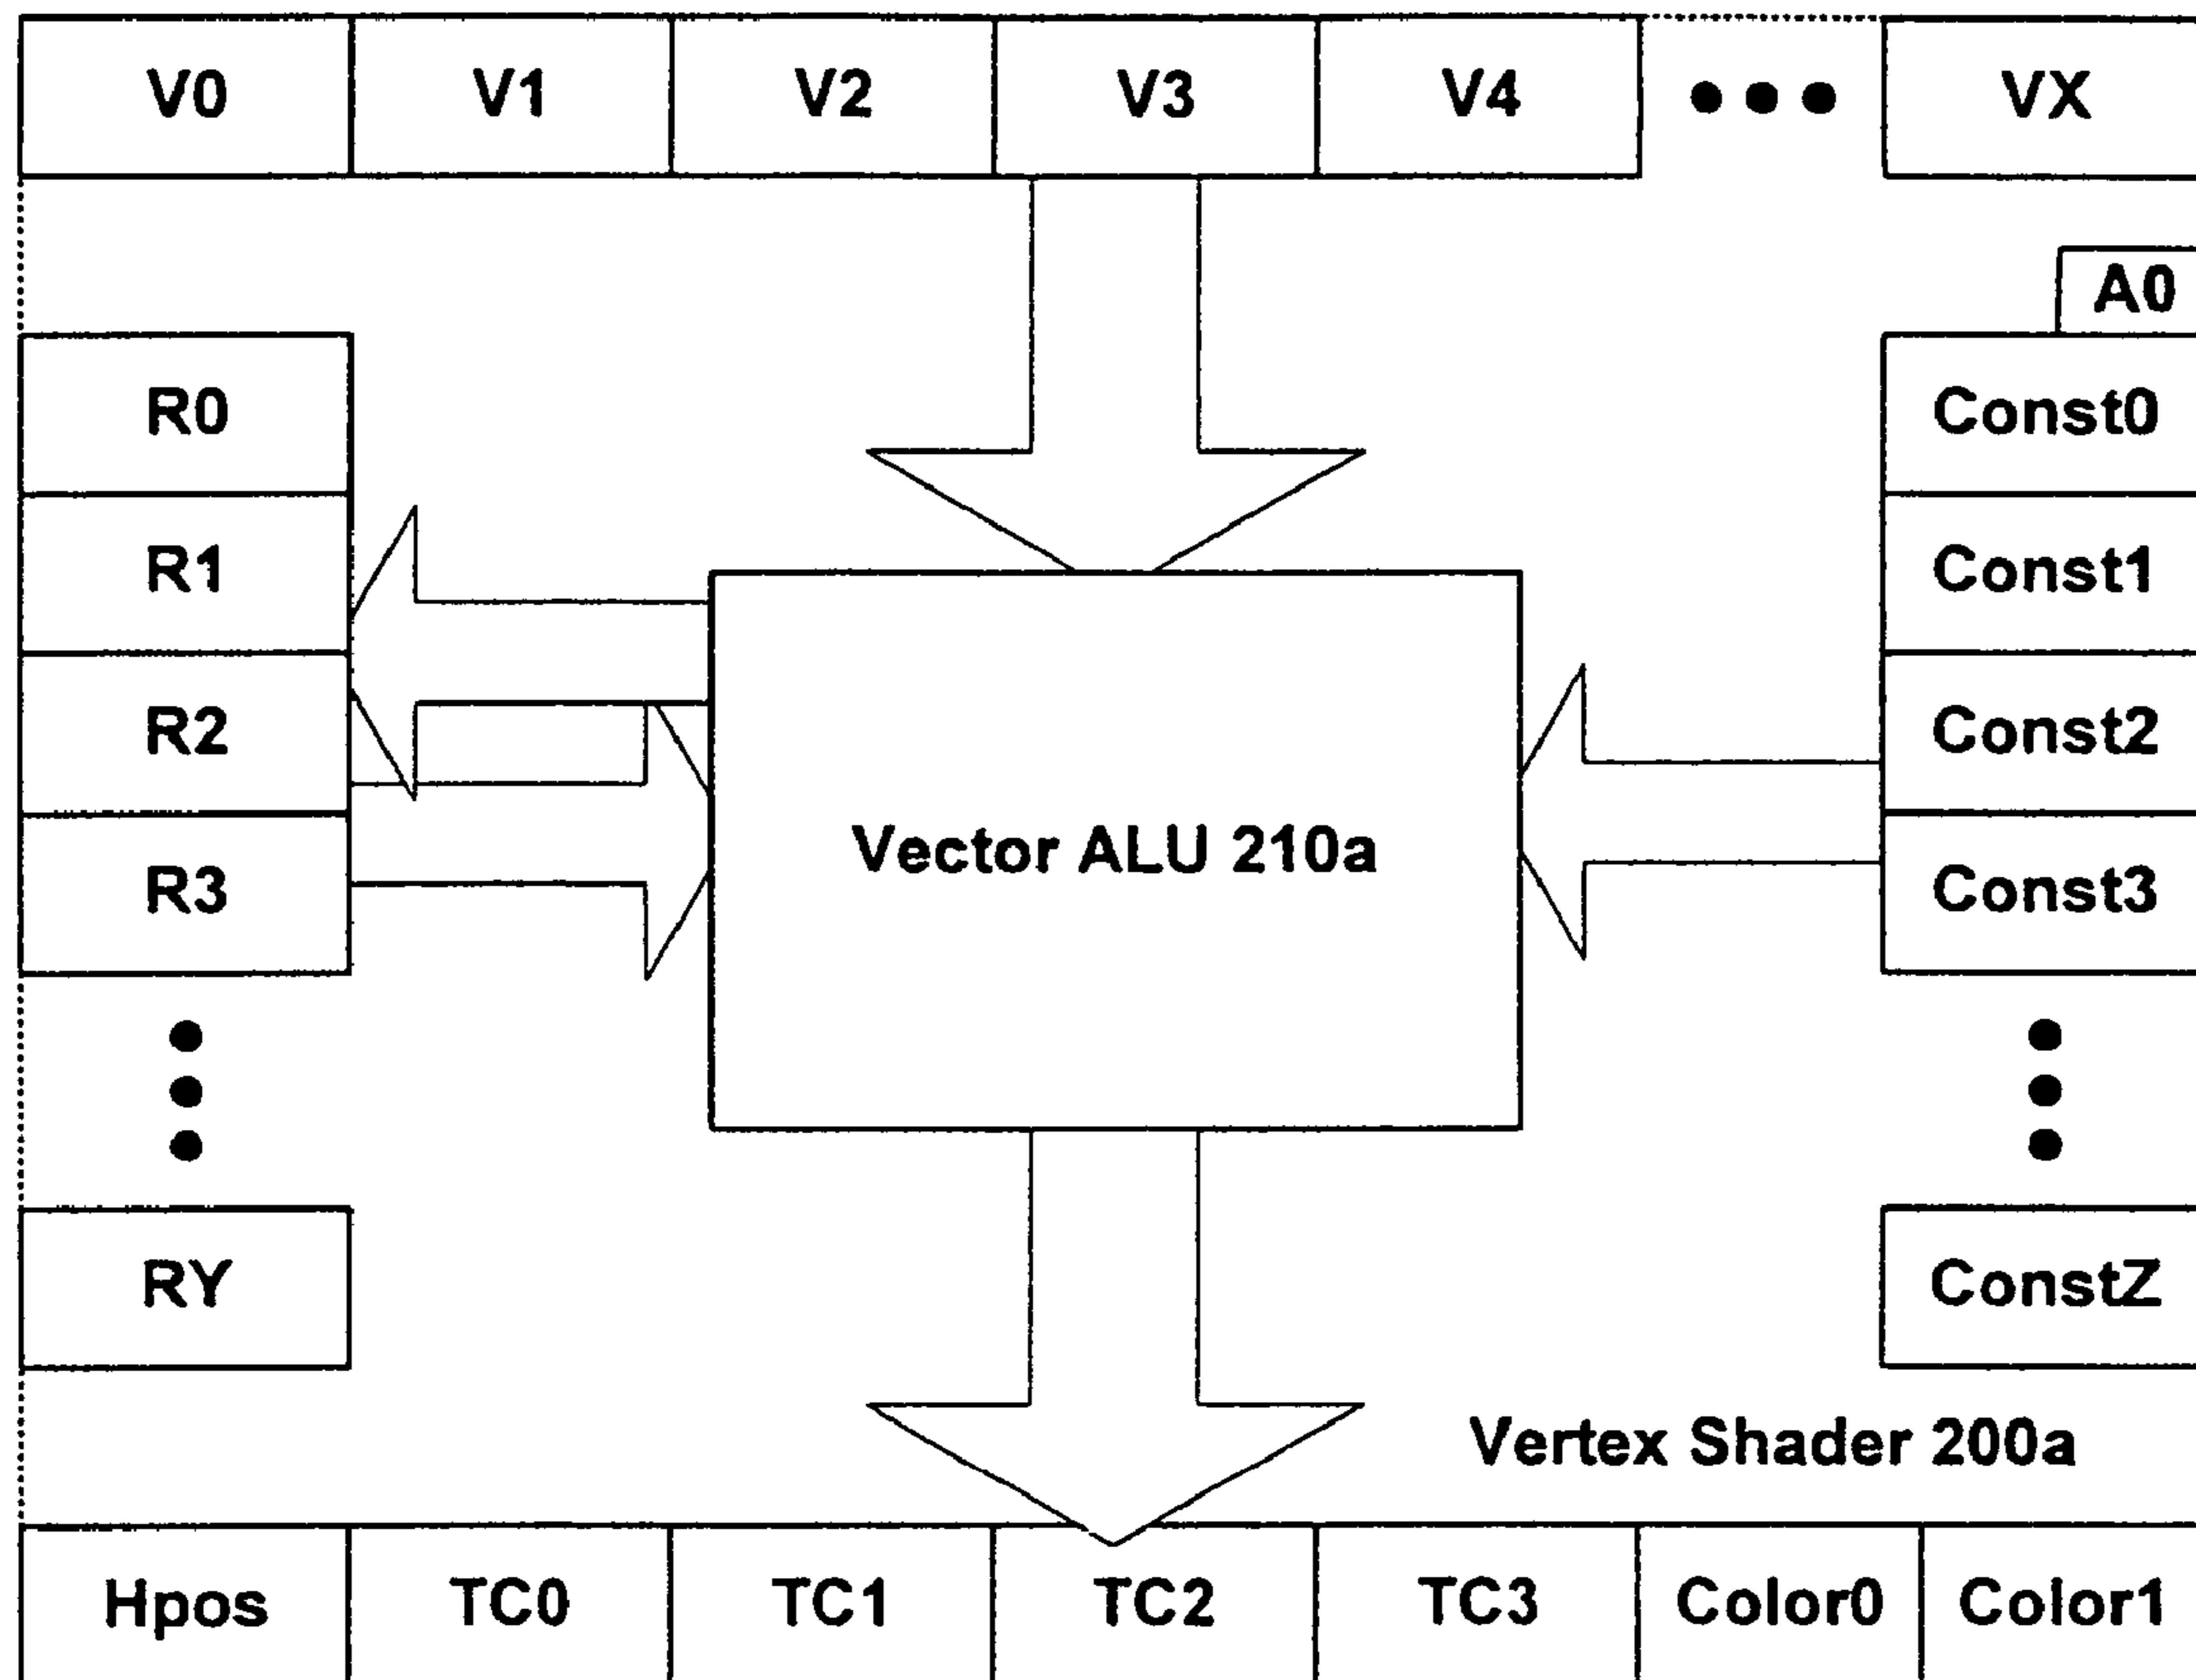 V0 V1 V2 V3 V4 ●●● VX
A0
R0 Const0
R1 Const1
R2 Const2
Vector ALU 210a
R3 Const3
RY ConstZ
Vertex Shader 200a
Hpos TC0 TC1 TC2 TC3 Color0 Color1